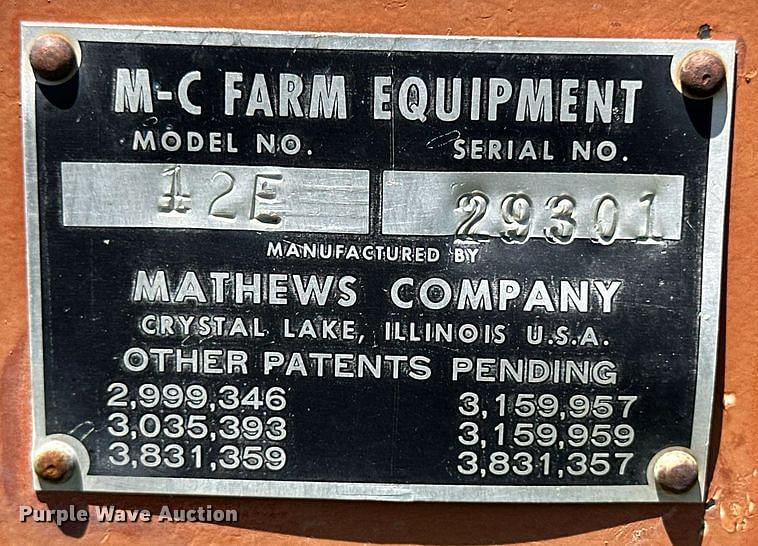 M-C FARM EQUIPMENT
MODEL NO. SERIAL NO.
12E 29301
MANUFACTURED BY
MATHEWS COMPANY
CRYSTAL LAKE, ILLINOIS U.S.A.
OTHER PATENTS PENDING
2,999,346 3,159,957
3,035,393 3,159,959
3,831,359 3,831,357
Purple Wave Auction